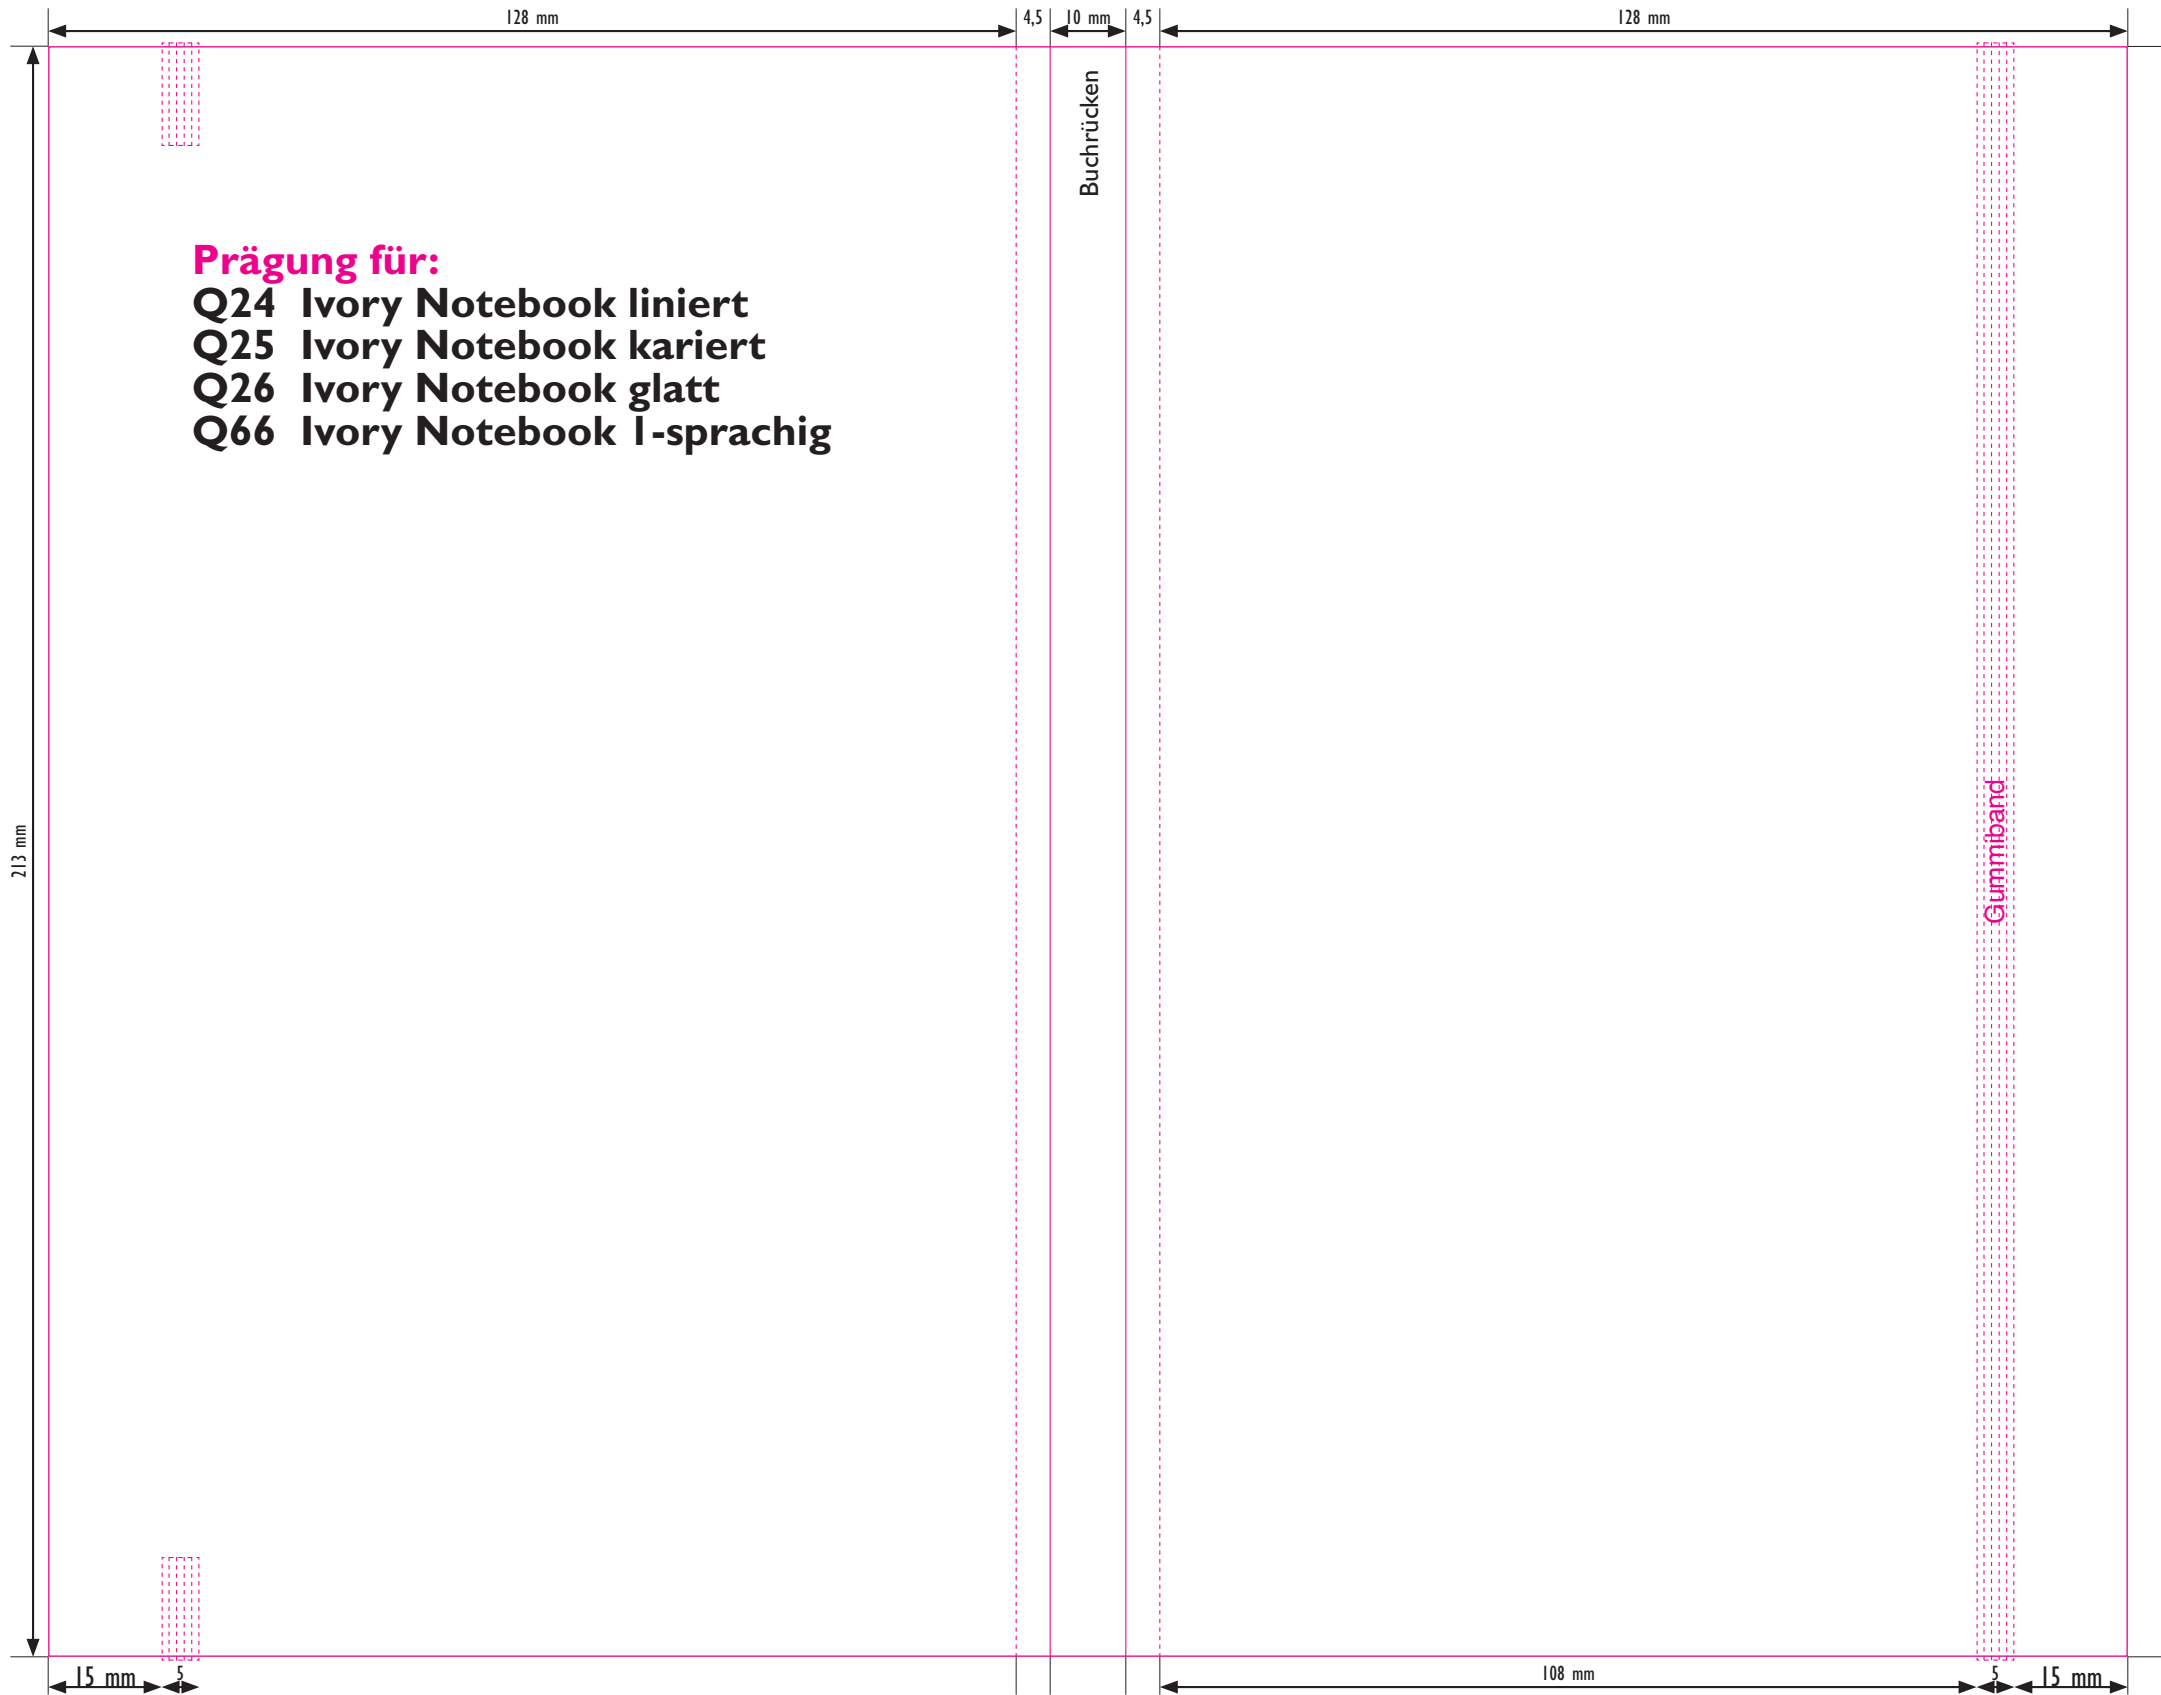 128 mm
4,5
10 mm
4,5
128 mm
Buchrücken
Prägung für:
Q24 Ivory Notebook liniert
Q25 Ivory Notebook kariert
Q26 Ivory Notebook glatt
Q66 Ivory Notebook 1-sprachig
213 mm
Gummiband
15 mm
5
108 mm
5
15 mm